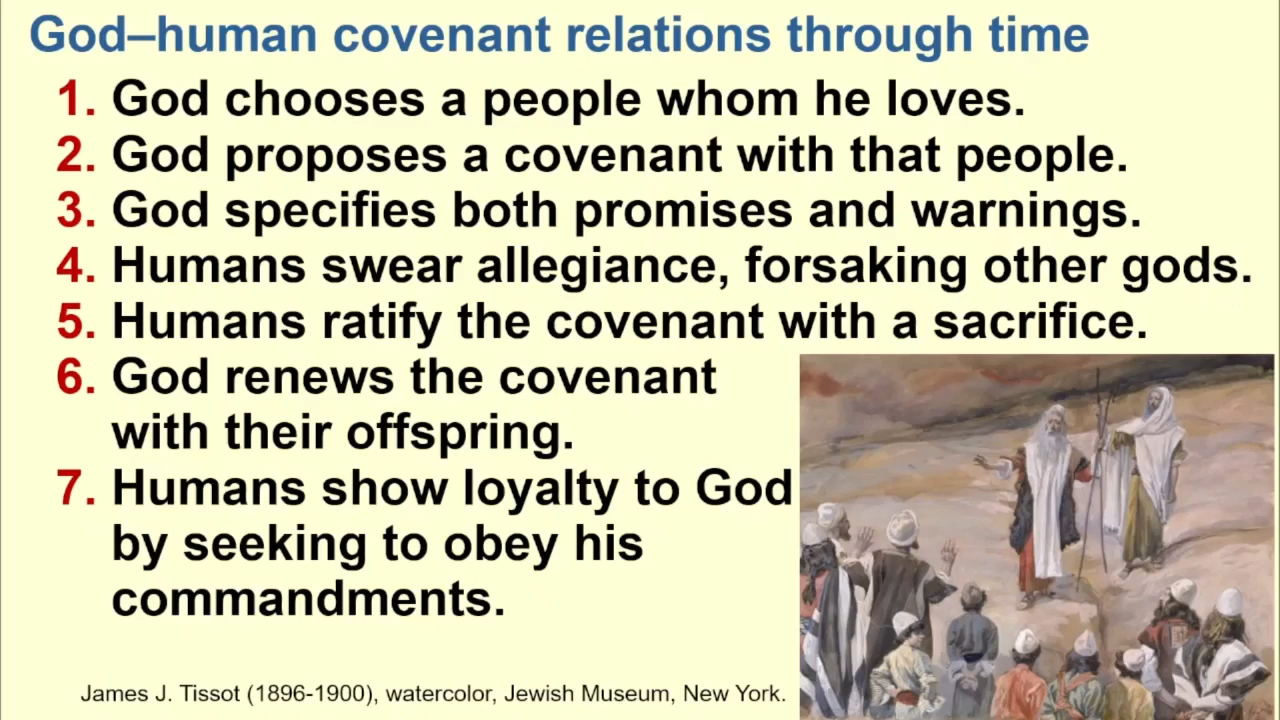 God–human covenant relations through time
1. God chooses a people whom he loves.
2. God proposes a covenant with that people.
3. God specifies both promises and warnings.
4. Humans swear allegiance, forsaking other gods.
5. Humans ratify the covenant with a sacrifice.
6. God renews the covenant
with their offspring.
7. Humans show loyalty to God
by seeking to obey his
commandments.
James J. Tissot (1896-1900), watercolor, Jewish Museum, New York.